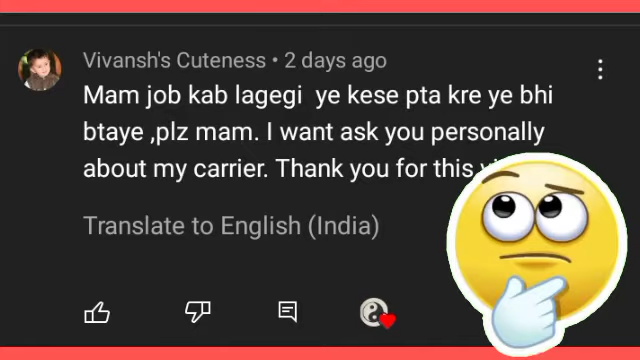 Vivansh's Cuteness • 2 days ago
Mam job kab lagegi ye kese pta kre ye bhi
btaye ,plz mam. I want ask you personally
about my carrier. Thank you for this
Translate to English (India)